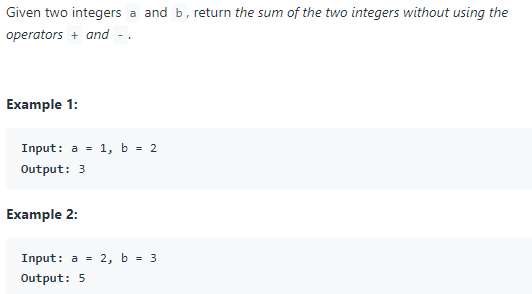 Given two integers a and b, return the sum of the two integers without using the
operators + and -.
Example 1:
Input: a = 1, b = 2
Output: 3
Example 2:
Input: a = 2, b = 3
Output: 5